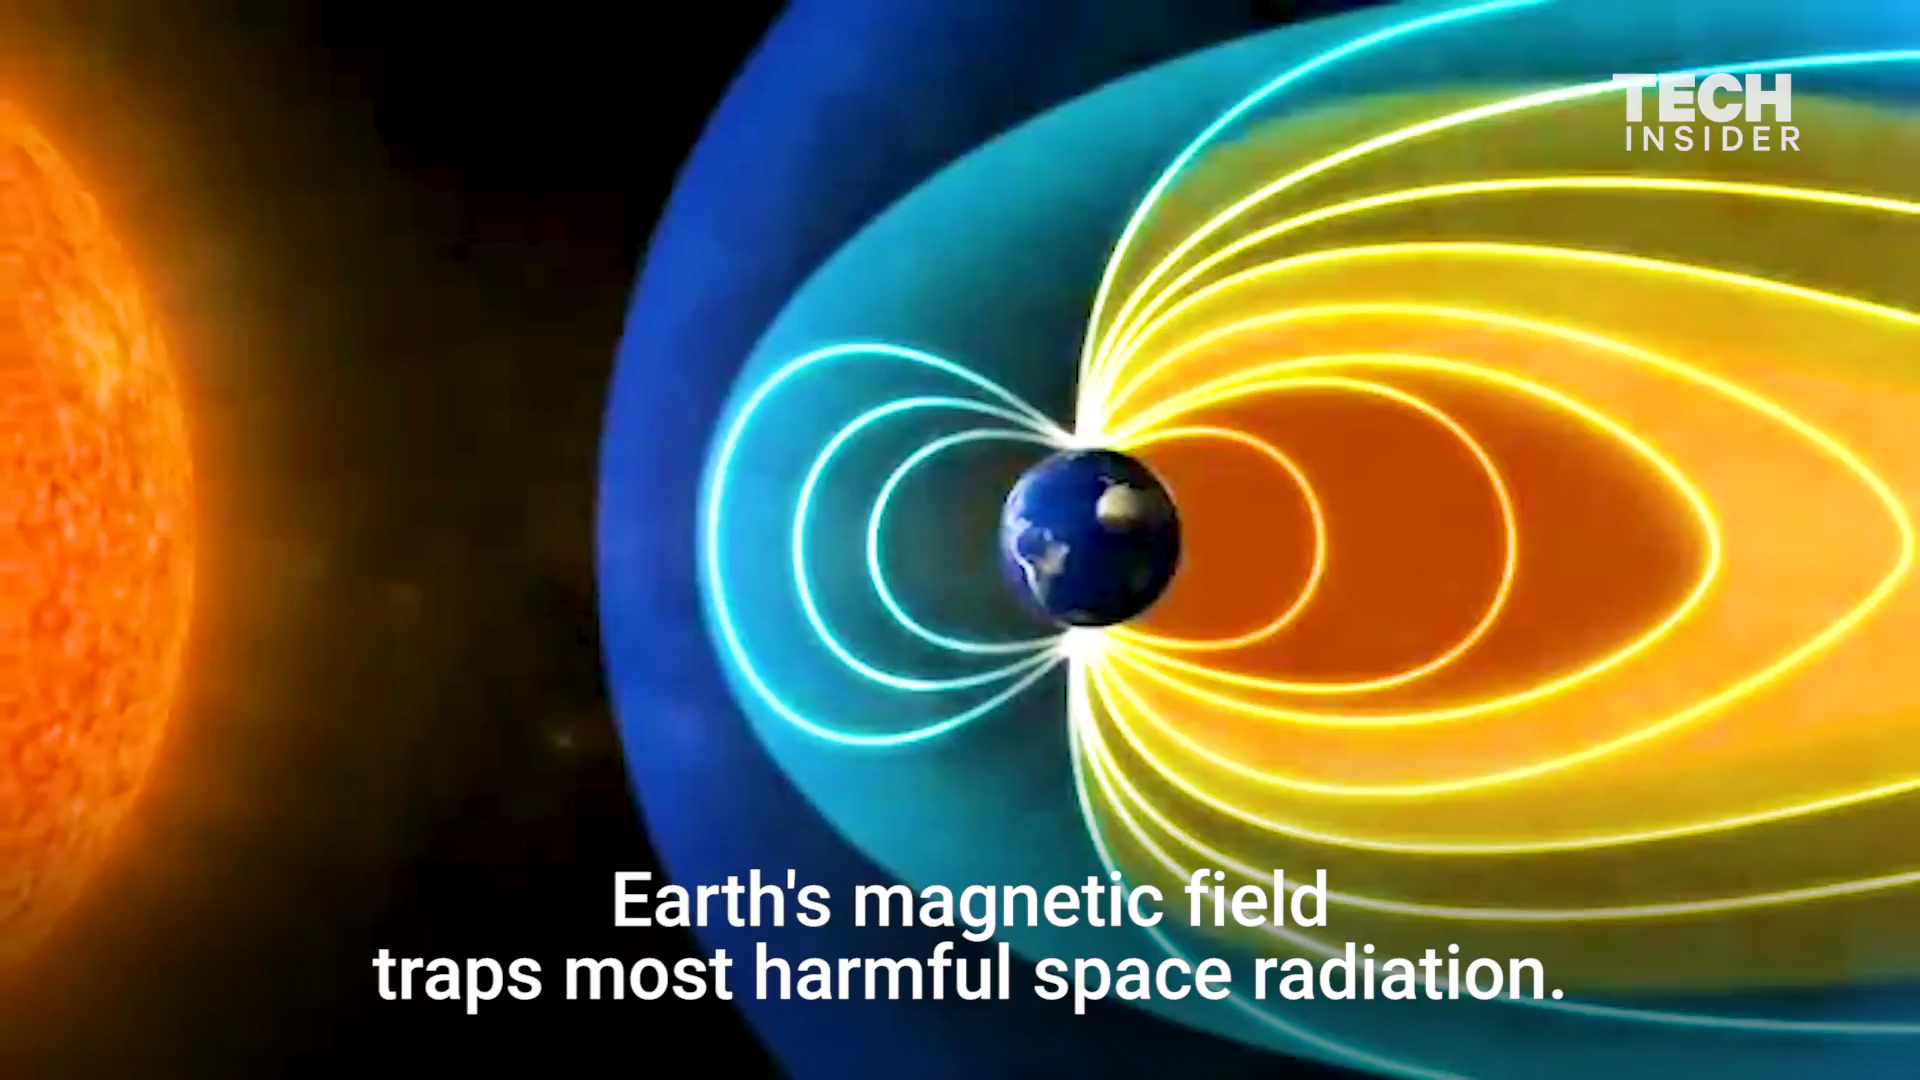 TECH
INSIDER
Earth's magnetic field
traps most harmful space radiation.